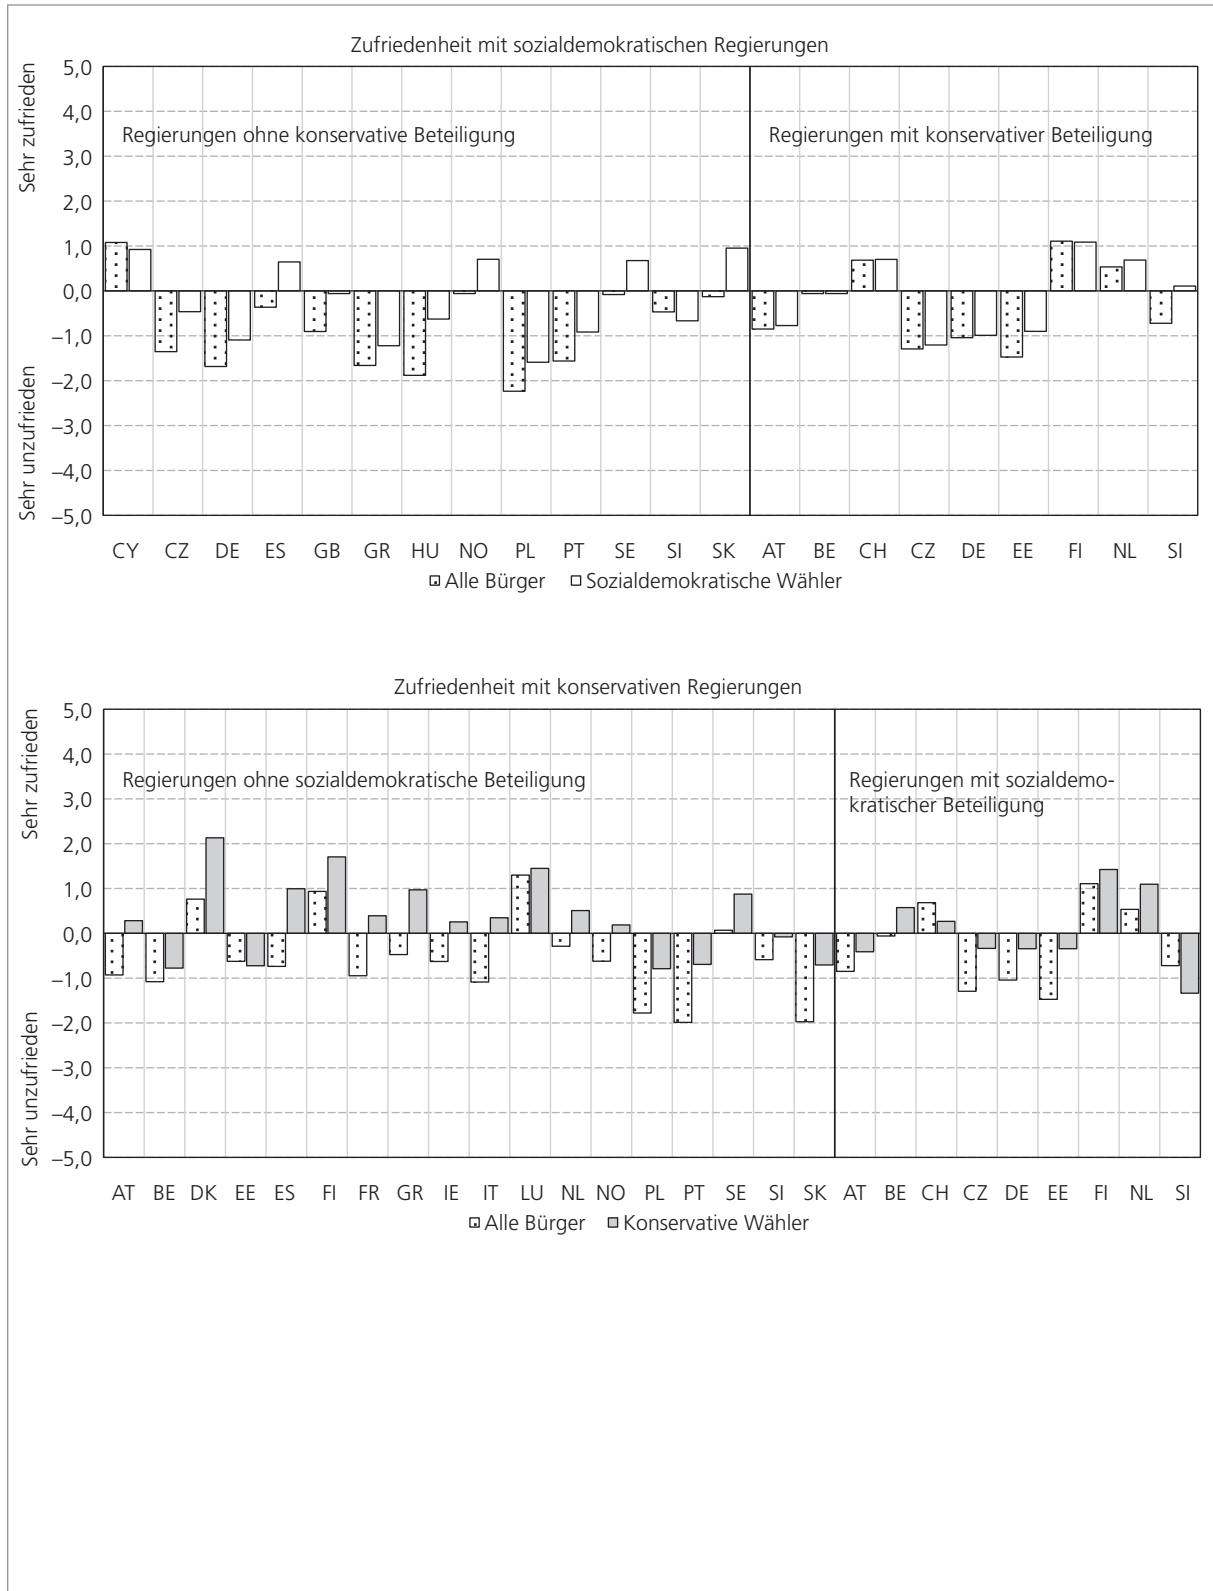 Zufriedenheit mit sozialdemokratischen Regierungen
Sehr zufrieden
Sehr unzufrieden
5,0
4,0
3,0
2,0
1,0
0,0
–1,0
–2,0
–3,0
–4,0
–5,0
Regierungen ohne konservative Beteiligung
Regierungen mit konservativer Beteiligung
CY CZ DE ES GB GR HU NO PL PT SE SI SK AT BE CH CZ DE EE FI NL SI
Alle Bürger Sozialdemokratische Wähler
Zufriedenheit mit konservativen Regierungen
Sehr zufrieden
Sehr unzufrieden
5,0
4,0
3,0
2,0
1,0
0,0
–1,0
–2,0
–3,0
–4,0
–5,0
Regierungen ohne sozialdemokratische Beteiligung
Regierungen mit sozialdemo-
kratischer Beteiligung
AT BE DK EE ES FI FR GR IE IT LU NL NO PL PT SE SI SK AT BE CH CZ DE EE FI NL SI
Alle Bürger Konservative Wähler